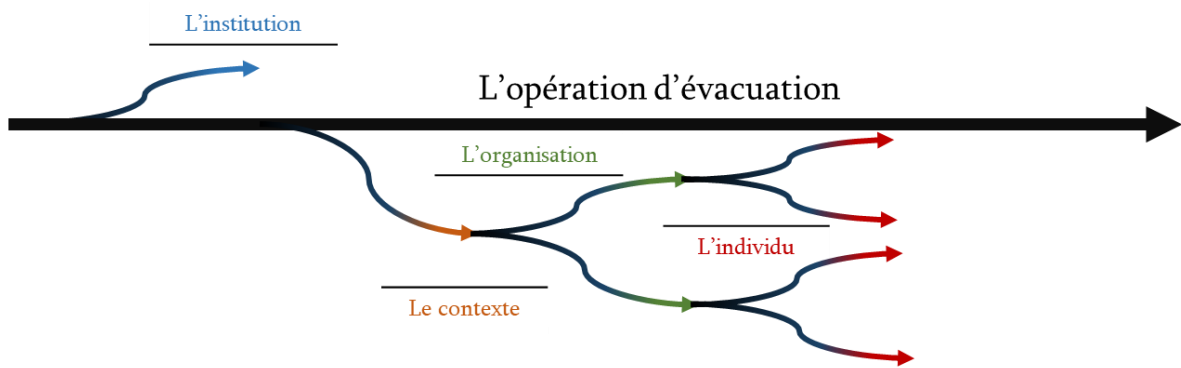 L'institution
L'opération d'évacuation
L'organisation
L'individu
Le contexte